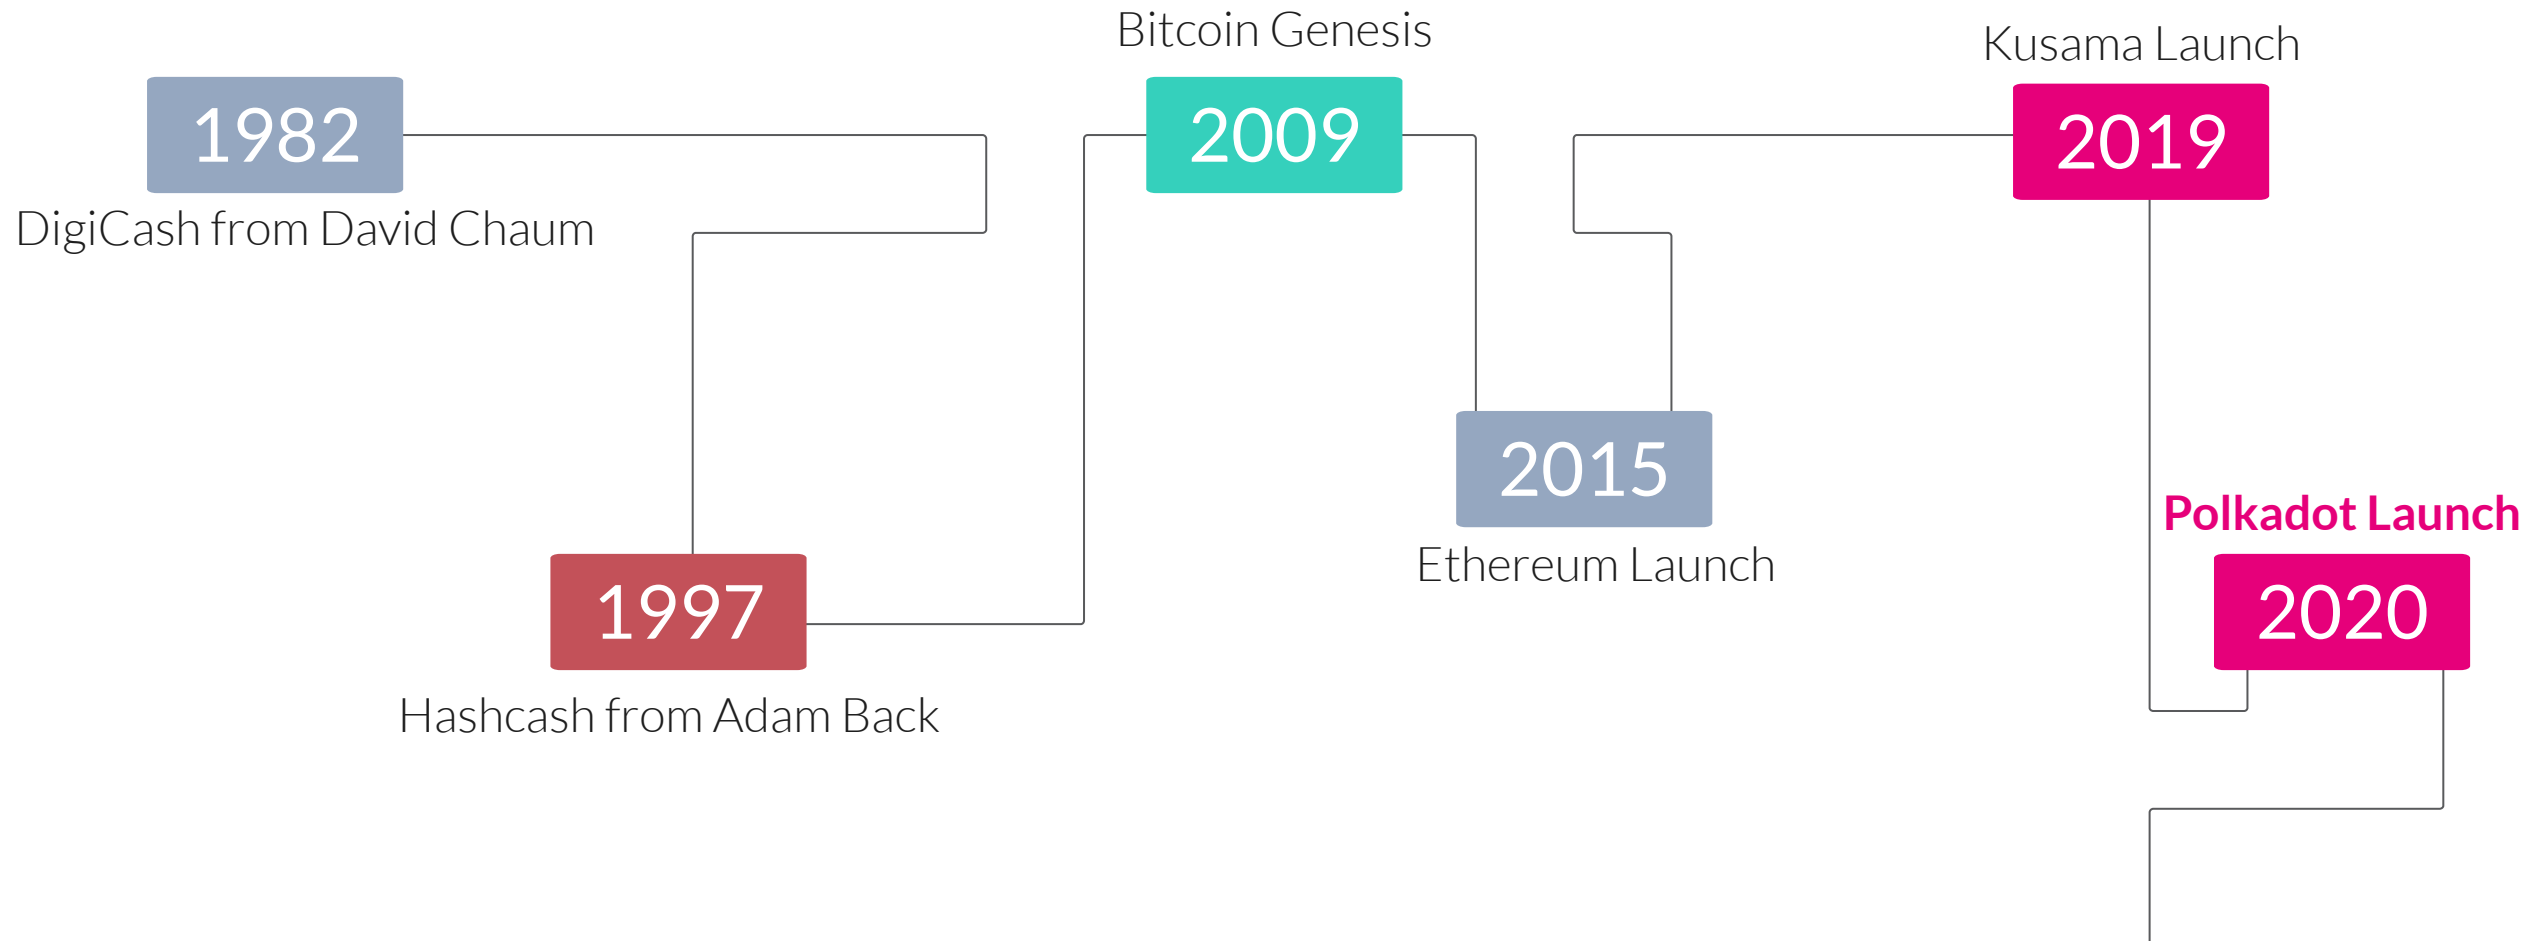 1982
DigiCash from David Chaum
1997
Hashcash from Adam Back
Bitcoin Genesis
2009
2015
Ethereum Launch
Kusama Launch
2019
Polkadot Launch
2020